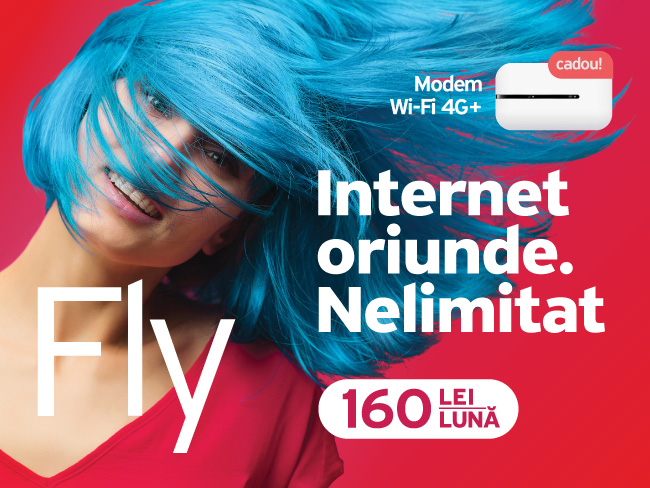 cadou!
Modem
Wi-Fi 4G+
Internet
oriunde.
Nelimitat
Fly
160 LEI
LUNĂ